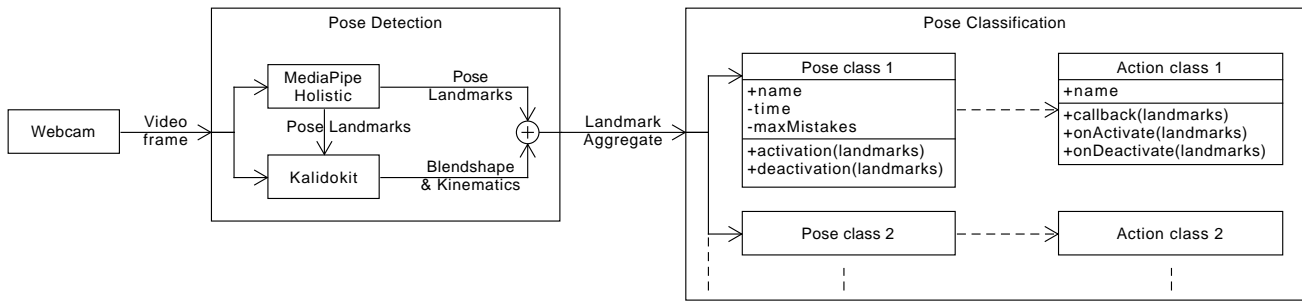 Pose Detection
Pose Classification
Webcam
Video
frame
MediaPipe
Holistic
Pose
Landmarks
Pose Landmarks
Kalidokit
Blendshape
& Kinematics
+
Landmark
Aggregate
Pose class 1
+name
-time
-maxMistakes
+activation(landmarks)
+deactivation(landmarks)
Action class 1
+name
+callback(landmarks)
+onActivate(landmarks)
+onDeactivate(landmarks)
Pose class 2
Action class 2